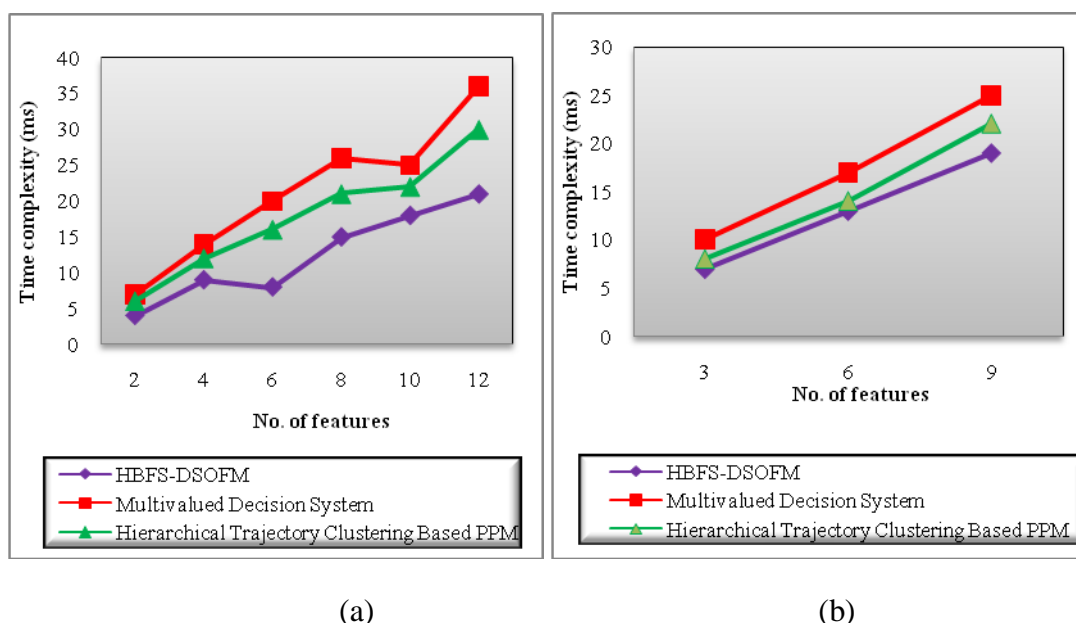 40
35
30
25
20
15
10
5
0
Time complexity (ms)
2 4 6 8 10 12
No. of features
HBFS-DSOFM
Multivalued Decision System
Hierarchical Trajectory Clustering Based PPM
(a)
30
25
20
15
10
5
0
Time complexity (ms)
3 6 9
No. of features
HBFS-DSOFM
Multivalued Decision System
Hierarchical Trajectory Clustering Based PPM
(b)